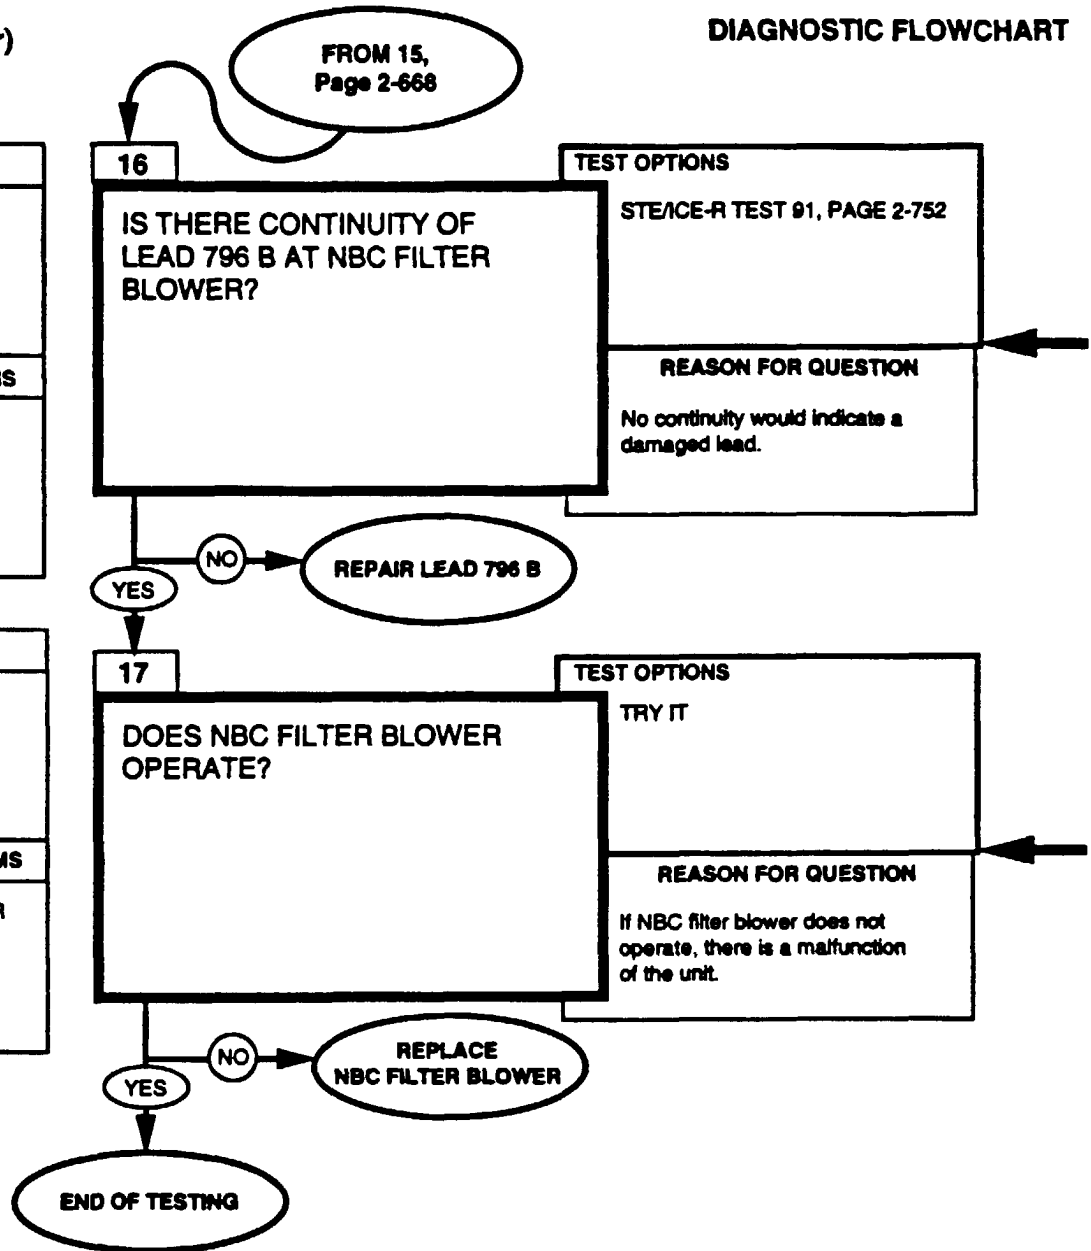 DIAGNOSTIC FLOWCHART
FROM 15,
Page 2-668
16
IS THERE CONTINUITY OF
LEAD 796 B AT NBC FILTER
BLOWER?
TEST OPTIONS
STE/ICE-R TEST 91, PAGE 2-752
REASON FOR QUESTION
No continuity would indicate a
damaged lead.
NO
REPAIR LEAD 796 B
YES
17
DOES NBC FILTER BLOWER
OPERATE?
TEST OPTIONS
TRY IT
REASON FOR QUESTION
If NBC filter blower does not
operate, there is a malfunction
of the unit.
NO
REPLACE
NBC FILTER BLOWER
YES
END OF TESTING